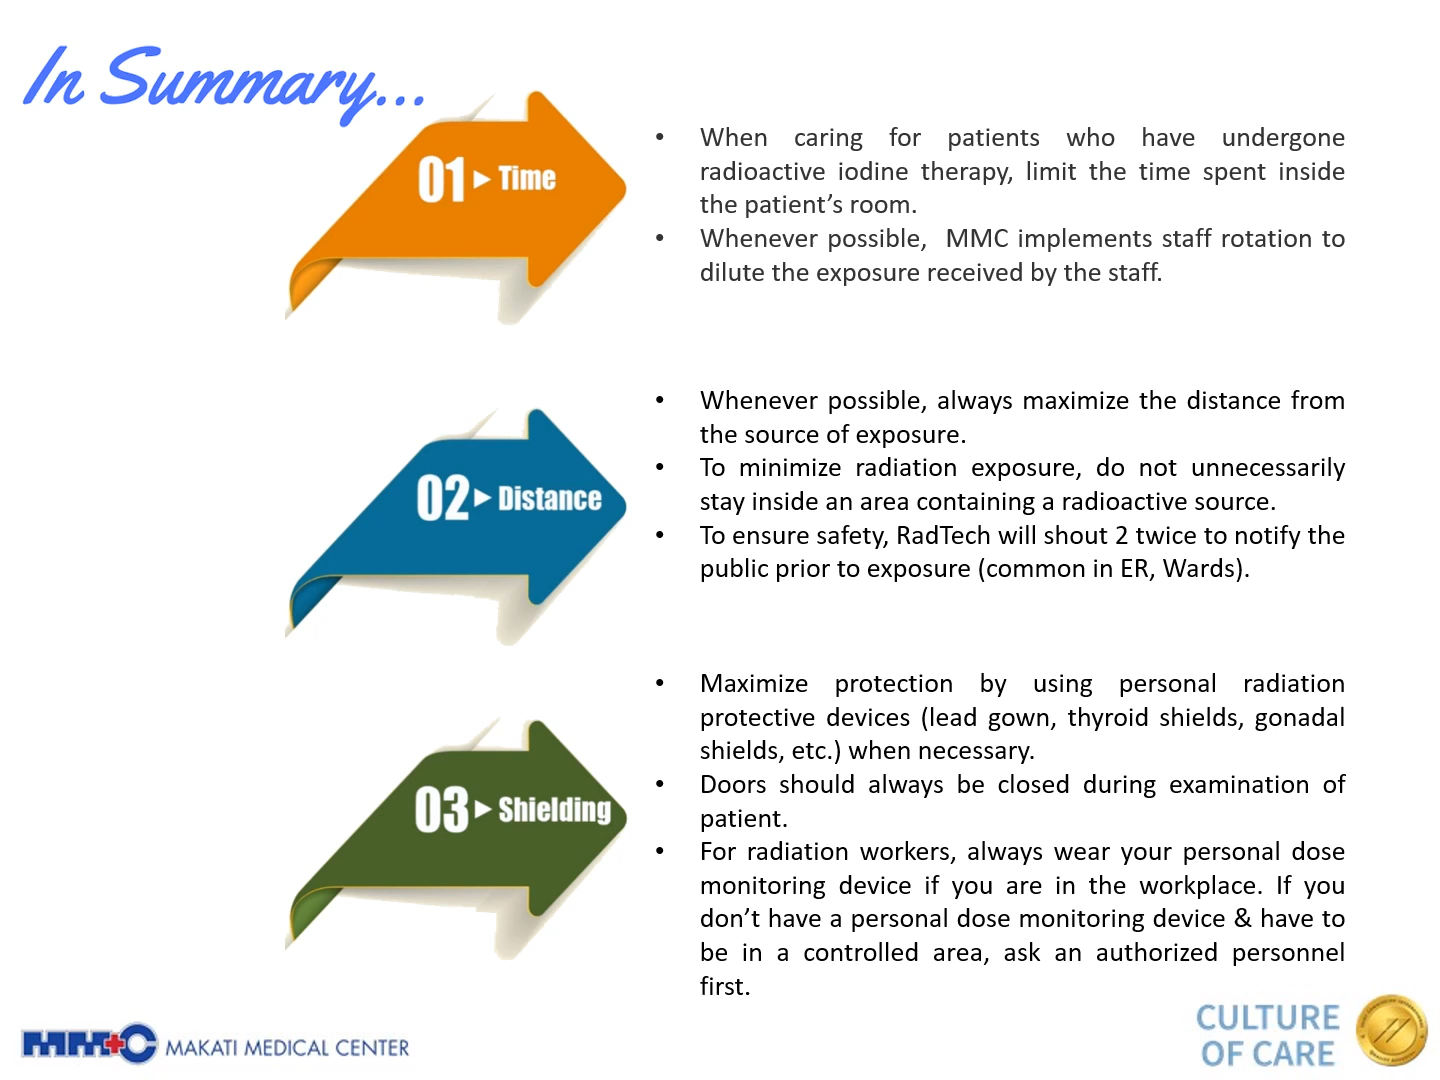 In Summary...
01 ▸ Time
• When caring for patients who have undergone
radioactive iodine therapy, limit the time spent inside
the patient’s room.
• Whenever possible,  MMC implements staff rotation to
dilute the exposure received by the staff.
02 ▸ Distance
• Whenever possible, always maximize the distance from
the source of exposure.
• To minimize radiation exposure, do not unnecessarily
stay inside an area containing a radioactive source.
• To ensure safety, RadTech will shout 2 twice to notify the
public prior to exposure (common in ER, Wards).
03 ▸ Shielding
• Maximize protection by using personal radiation
protective devices (lead gown, thyroid shields, gonadal
shields, etc.) when necessary.
• Doors should always be closed during examination of
patient.
• For radiation workers, always wear your personal dose
monitoring device if you are in the workplace. If you
don’t have a personal dose monitoring device & have to
be in a controlled area, ask an authorized personnel
first.
MMC MAKATI MEDICAL CENTER
CULTURE
OF CARE